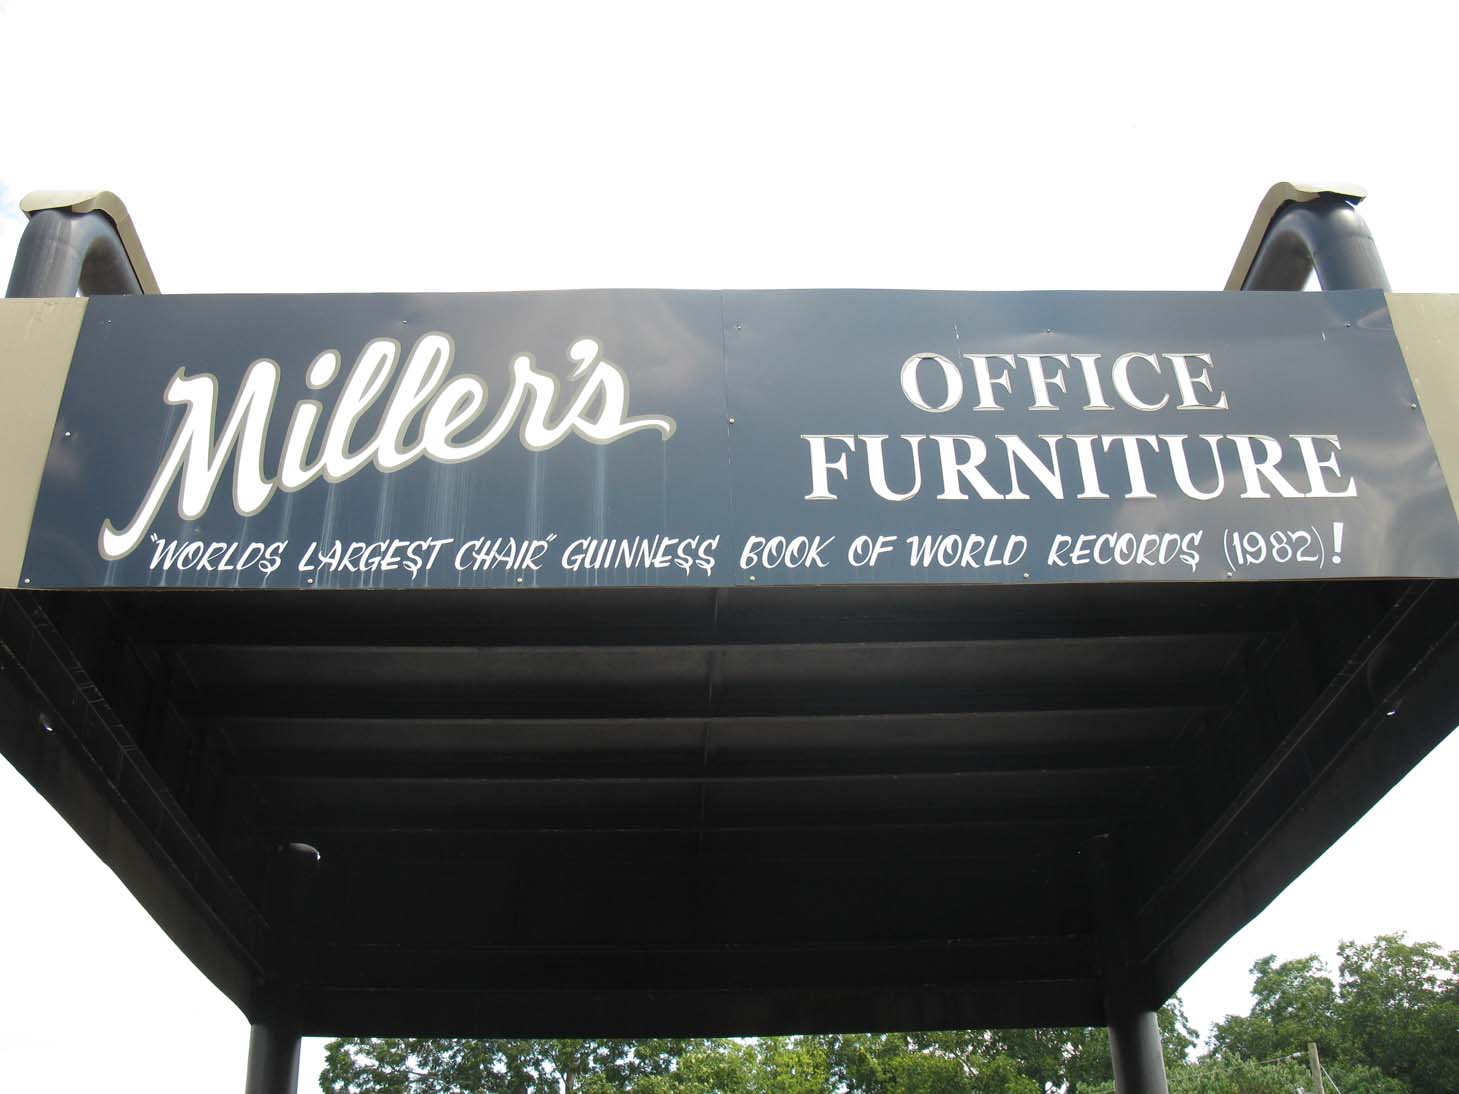 Miller's
OFFICE
FURNITURE
"WORLDS LARGEST CHAIR" GUINNESS BOOK OF WORLD RECORDS (1982)!